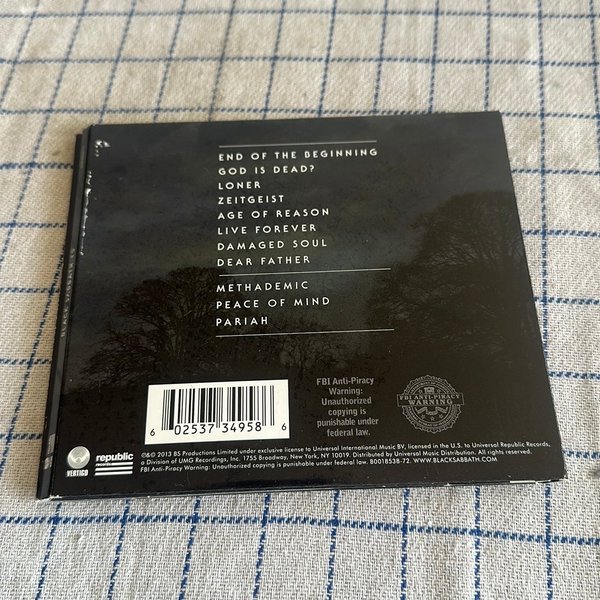 END OF THE BEGINNING
GOD IS DEAD?
LONER
ZEITGEIST
AGE OF REASON
LIVE FOREVER
DAMAGED SOUL
DEAR FATHER
METHADEMIC
PEACE OF MIND
PARIAH
6 02537 34958 6
FBI Anti-Piracy
Warning:
Unauthorized
copying is
punishable under
federal law.
FBI ANTI-PIRACY
WARNING
VERTIGO
republic
records
℗&© 2013 BS Productions Limited under exclusive license to Universal International Music BV, licensed in the U.S. to Universal Republic Records,
a Division of UMG Recordings, Inc. 1755 Broadway, New York, NY 10019. Distributed by Universal Music Distribution. All rights reserved.
FBI Anti-Piracy Warning: Unauthorized copying is punishable under federal law. B0018538-72. WWW.BLACKSABBATH.COM
BLACK SABBATH